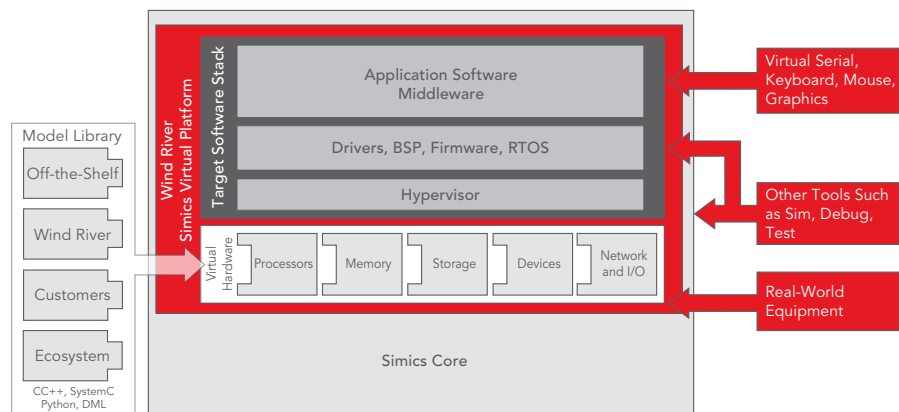 Model Library
Off-the-Shelf
Wind River
Customers
Ecosystem
CC++, SystemC
Python, DML
Wind River
Simics Virtual Platform
Target Software Stack
Application Software
Middleware
Drivers, BSP, Firmware, RTOS
Hypervisor
Virtual
Hardware
Processors
Memory
Storage
Devices
Network
and I/O
Simics Core
Virtual Serial,
Keyboard, Mouse,
Graphics
Other Tools Such
as Sim, Debug,
Test
Real-World
Equipment